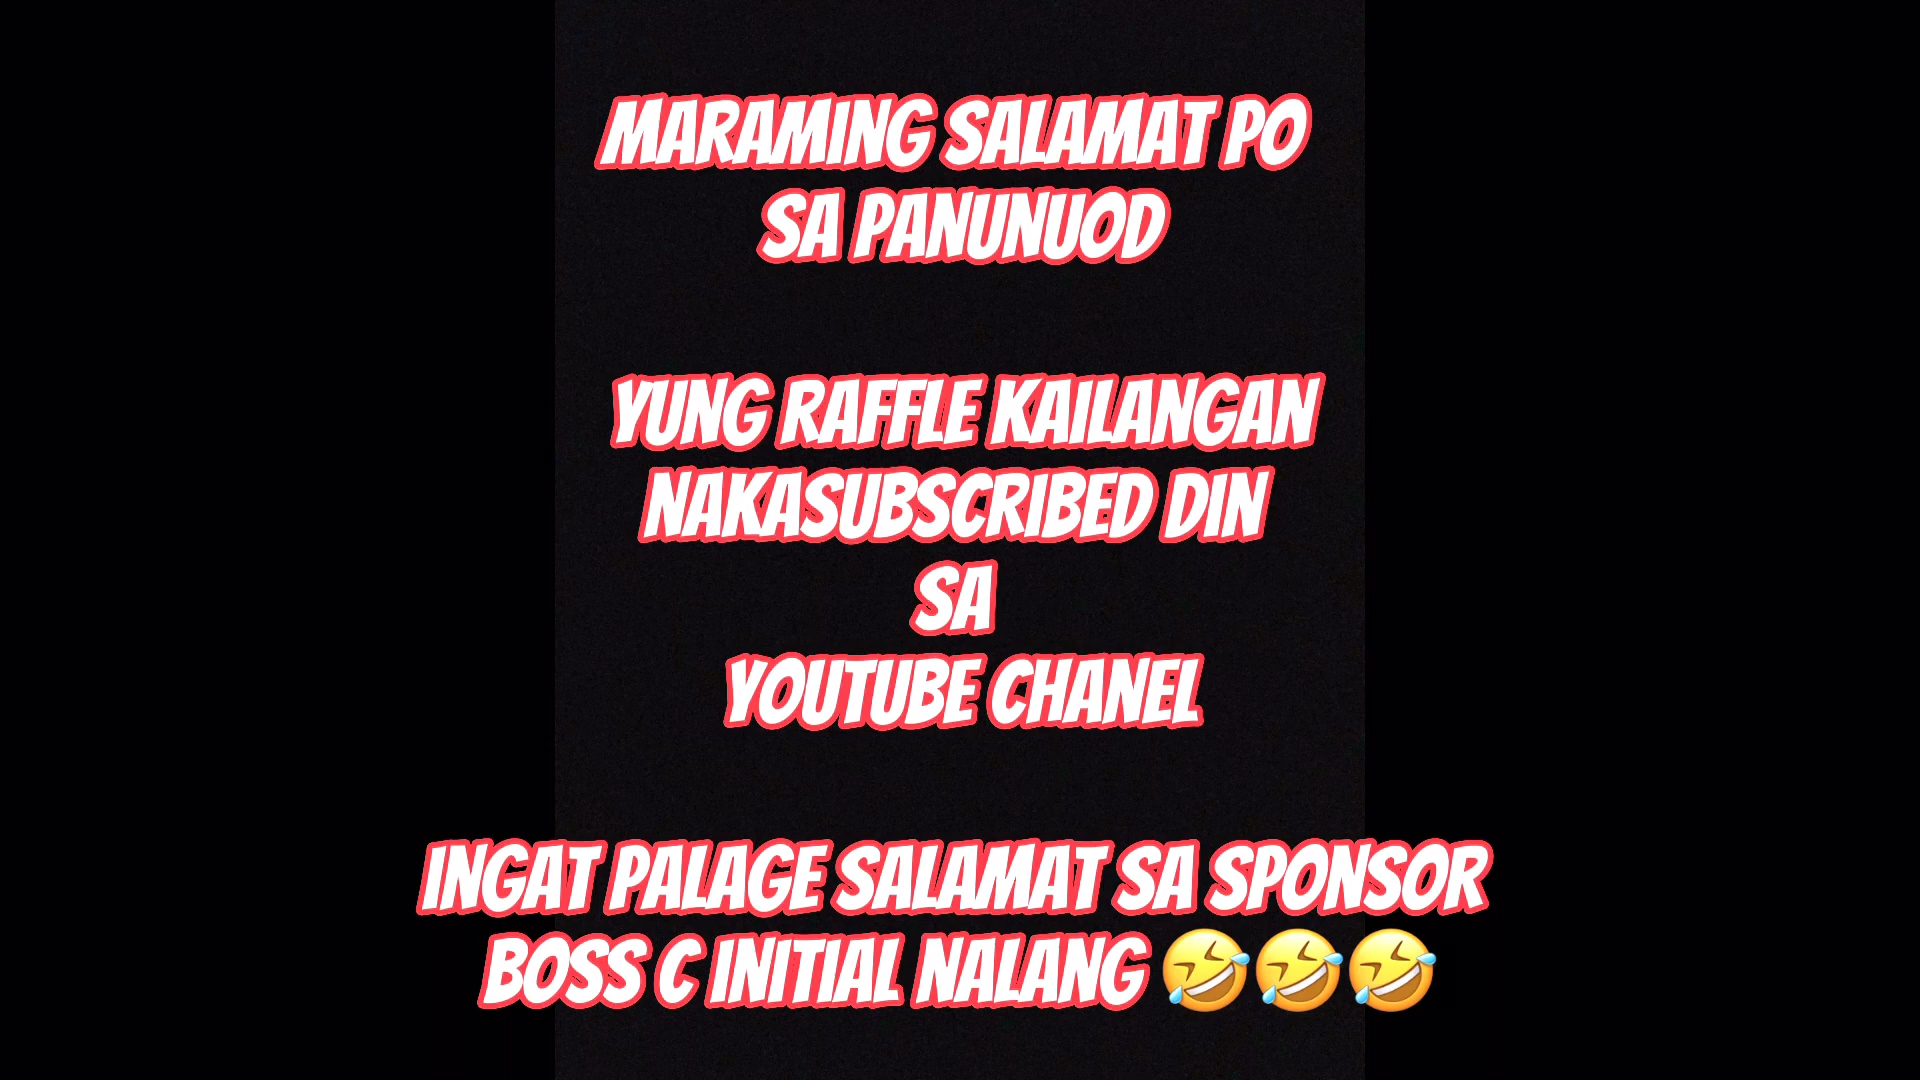 MARAMING SALAMAT PO
SA PANUNUOD
YUNG RAFFLE KAILANGAN
NAKASUBSCRIBED DIN
SA
YOUTUBE CHANEL
INGAT PALAGE SALAMAT SA SPONSOR
BOSS C INITIAL NALANG 🤣🤣🤣